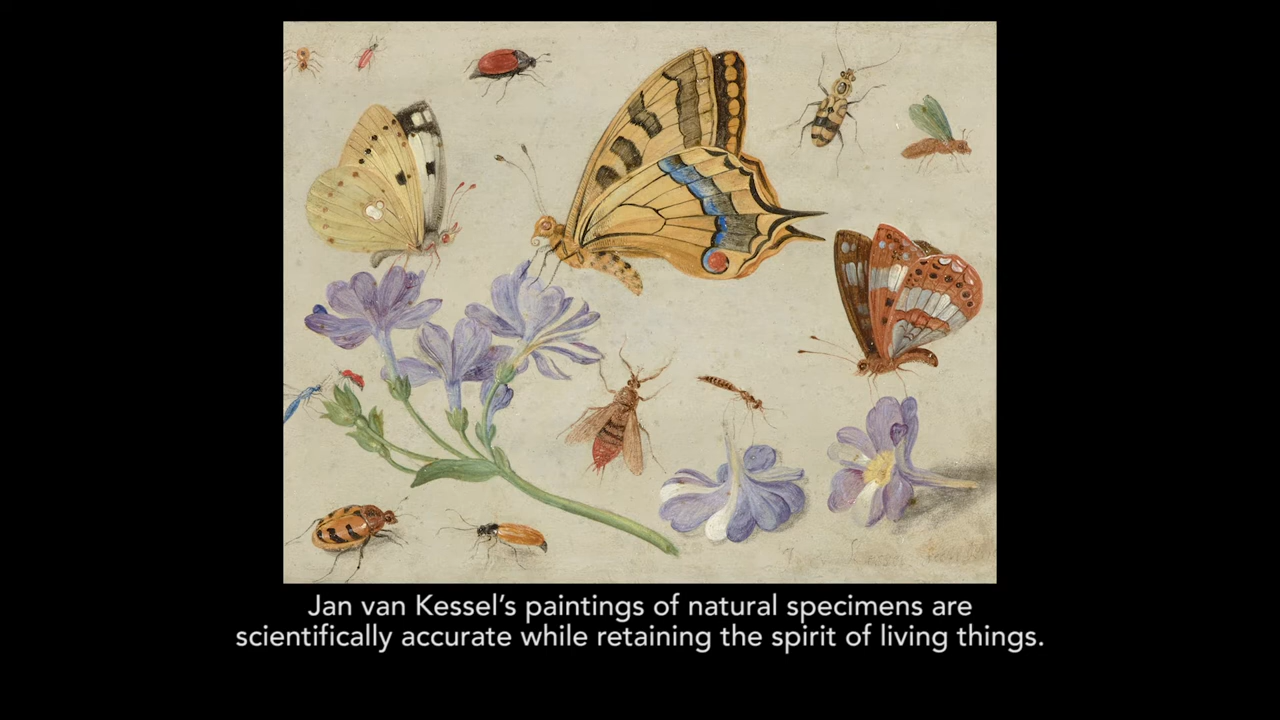 Jan van Kessel’s paintings of natural specimens are
scientifically accurate while retaining the spirit of living things.